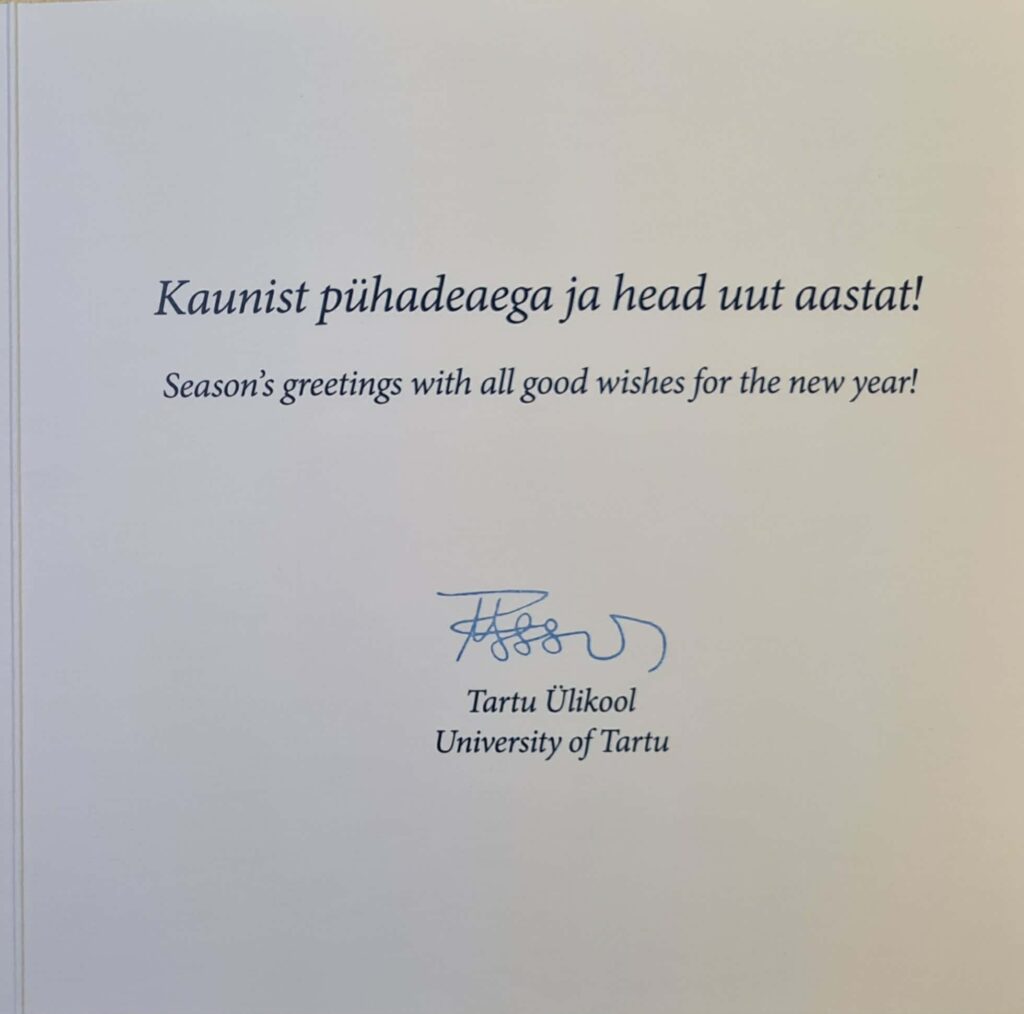 Kaunist pühadeaega ja head uut aastat!
Season's greetings with all good wishes for the new year!
Tartu Ülikool
University of Tartu